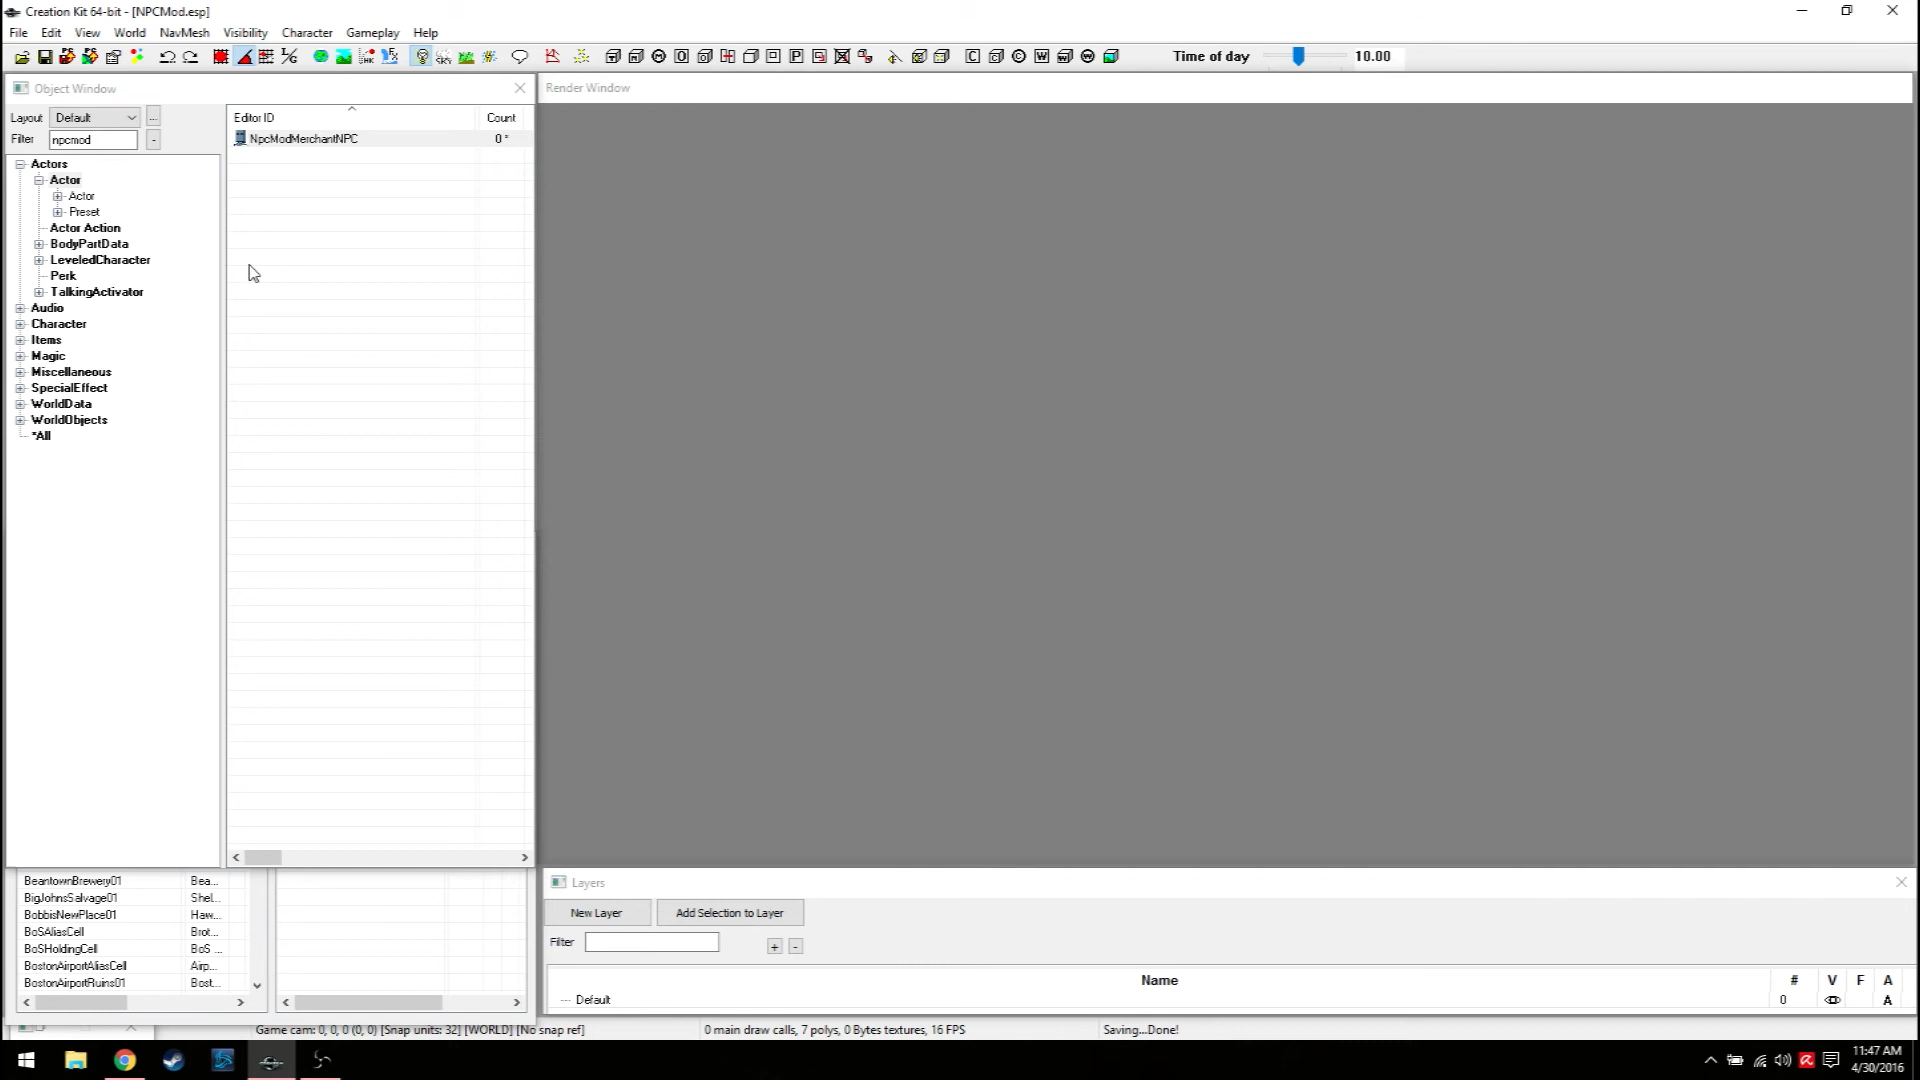 Creation Kit 64-bit - [NPCMod.esp]
File Edit View World NavMesh Visibility Character Gameplay Help
Time of day 10.00
Object Window
Render Window
Layout Default ...
Filter npcmod -
Editor ID Count
NpcModMerchantNPC 0 *
Actors
Actor
Actor
Preset
Actor Action
BodyPartData
LeveledCharacter
Perk
TalkingActivator
Audio
Character
Items
Magic
Miscellaneous
SpecialEffect
WorldData
WorldObjects
*All
BeantownBrewery01 Bea...
BigJohnsSalvage01 Shel...
BobbisNewPlace01 Haw...
BoSAliasCell Brot...
BoSHoldingCell BoS ...
BostonAirportAliasCell Airp...
BostonAirportRuins01 Bost...
Layers
New Layer Add Selection to Layer
Filter + -
Name # V F A
Default 0 A
Game cam: 0, 0, 0 (0, 0) [Snap units: 32] [WORLD] [No snap ref] 0 main draw calls, 7 polys, 0 Bytes textures, 16 FPS Saving...Done!
11:47 AM
4/30/2016